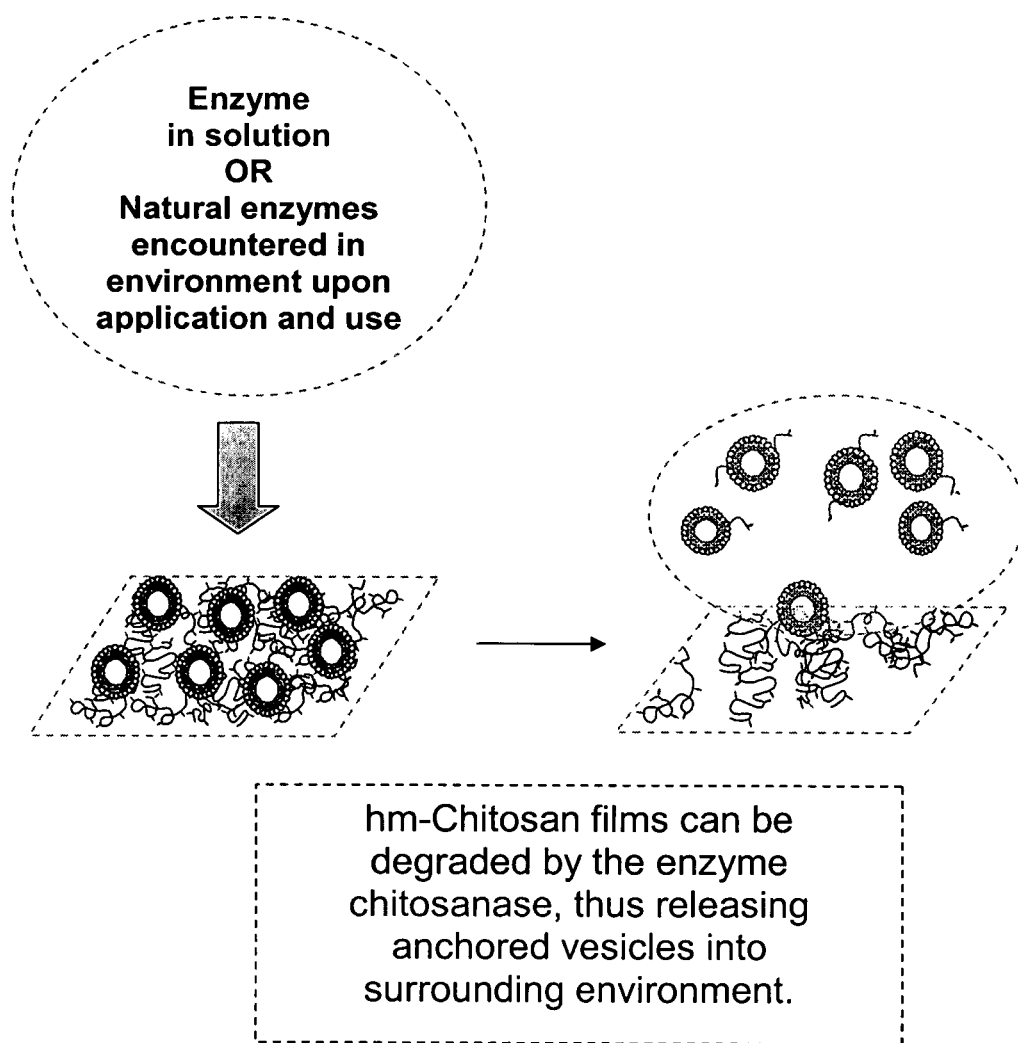 Enzyme
in solution
OR
Natural enzymes
encountered in
environment upon
application and use
hm-Chitosan films can be
degraded by the enzyme
chitosanase, thus releasing
anchored vesicles into
surrounding environment.